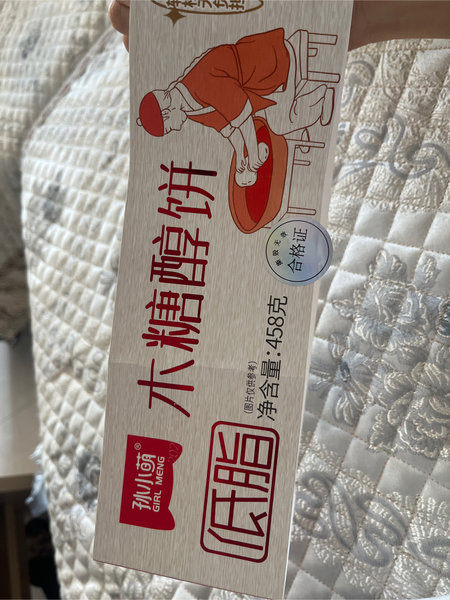 孙小萌®
GIRL MENG
木糖醇饼
低脂
(图片仅供参考)
净含量:458克
合格证